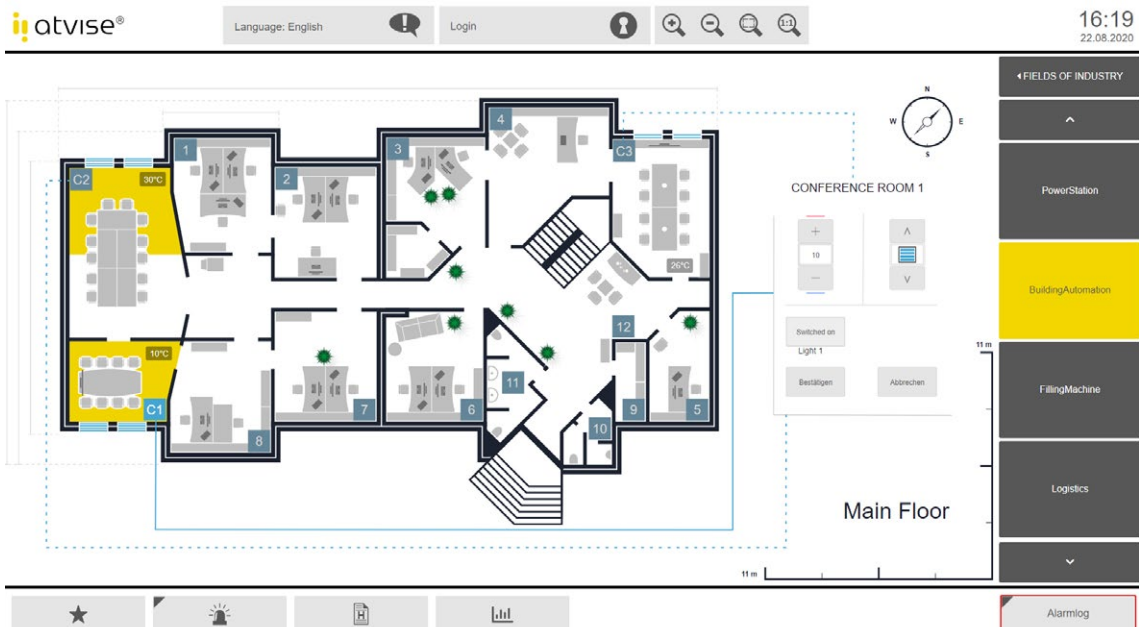 atvise®
Language: English
Login
1:1
16:19
22.08.2020
FIELDS OF INDUSTRY
PowerStation
BuildingAutomation
FillingMachine
Logistics
N
W
E
S
CONFERENCE ROOM 1
+
10
−
Switched on
Light 1
Bestätigen
Abbrechen
C2
30°C
1
2
3
4
C3
26°C
10°C
C1
8
7
6
11
12
10
9
5
11 m
Main Floor
11 m
H
Alarmlog